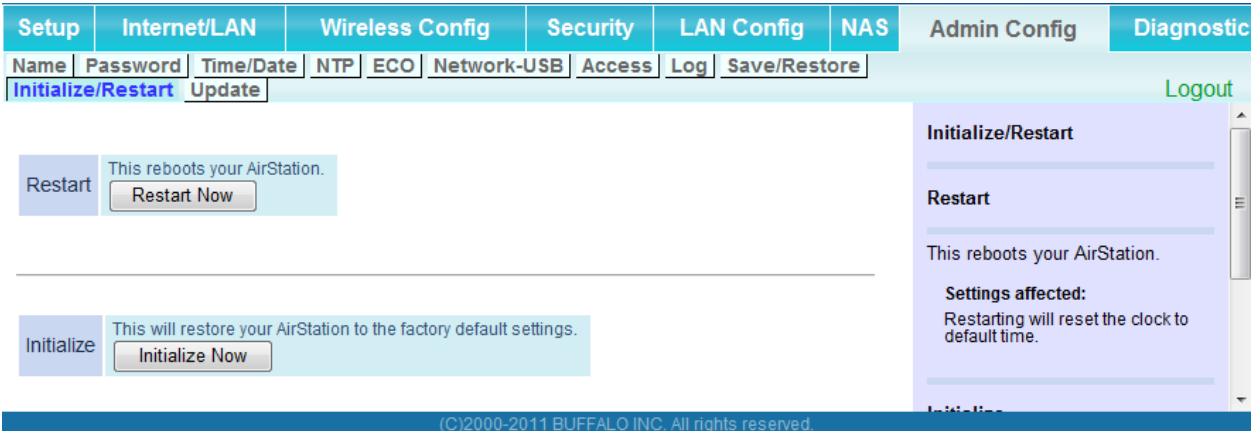 Setup Internet/LAN Wireless Config Security LAN Config NAS Admin Config Diagnostic
Name Password Time/Date NTP ECO Network-USB Access Log Save/Restore
Initialize/Restart Update
Logout
Restart
This reboots your AirStation.
Restart Now
Initialize
This will restore your AirStation to the factory default settings.
Initialize Now
Initialize/Restart
Restart
This reboots your AirStation.
Settings affected:
Restarting will reset the clock to
default time.
(C)2000-2011 BUFFALO INC. All rights reserved.